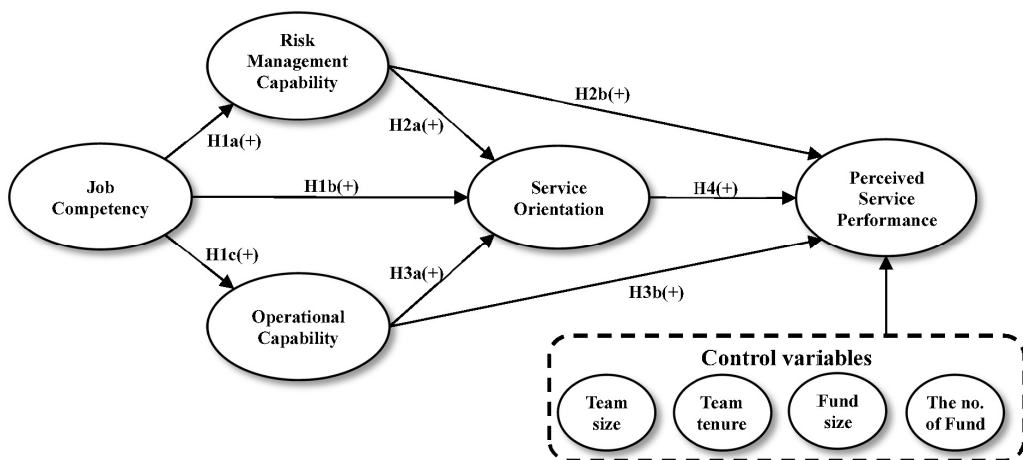 Risk
Management
Capability
H2b(+)
H1a(+)
H2a(+)
Job
Competency
H1b(+)
Service
Orientation
H4(+)
Perceived
Service
Performance
H1c(+)
H3a(+)
H3b(+)
Operational
Capability
Control variables
Team
size
Team
tenure
Fund
size
The no.
of Fund